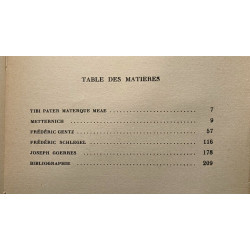 TABLE DES MATIERES
TIBI PATER MATERQUE MEAE 7
METTERNICH 9
FRÉDÉRIC GENTZ 57
FRÉDÉRIC SCHLEGEL 116
JOSEPH GOERRES 178
BIBLIOGRAPHIE 209